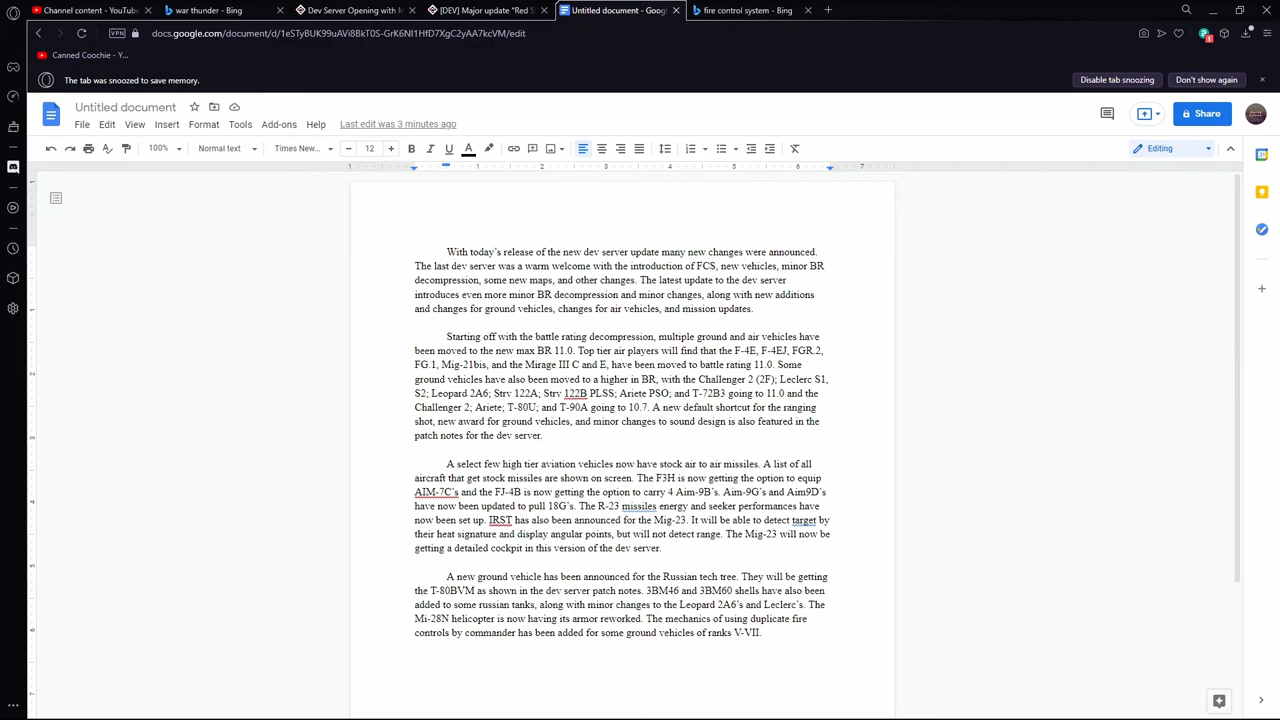 Channel content - YouTube
war thunder - Bing
Dev Server Opening with M
[DEV] Major update "Red S
Untitled document - Goog
fire control system - Bing
VPN
docs.google.com/document/d/1eSTyBUK99uAVi8BkT0S-GrK6Nl1HfD7XgC2yAA7kcVM/edit
1
Canned Coochie - Y...
The tab was snoozed to save memory.
Disable tab snoozing
Don't show again
Untitled document
File Edit View Insert Format Tools Add-ons Help Last edit was 3 minutes ago
Share
100% Normal text Times New... 12 B I U A
Editing
1 1 2 3 4 5 6 7
With today's release of the new dev server update many new changes were announced.
The last dev server was a warm welcome with the introduction of FCS, new vehicles, minor BR
decompression, some new maps, and other changes. The latest update to the dev server
introduces even more minor BR decompression and minor changes, along with new additions
and changes for ground vehicles, changes for air vehicles, and mission updates.
Starting off with the battle rating decompression, multiple ground and air vehicles have
been moved to the new max BR 11.0. Top tier air players will find that the F-4E, F-4EJ, FGR.2,
FG.1, Mig-21bis, and the Mirage III C and E, have been moved to battle rating 11.0. Some
ground vehicles have also been moved to a higher in BR, with the Challenger 2 (2F); Leclerc S1,
S2; Leopard 2A6; Strv 122A; Strv 122B PLSS; Ariete PSO; and T-72B3 going to 11.0 and the
Challenger 2; Ariete; T-80U; and T-90A going to 10.7. A new default shortcut for the ranging
shot, new award for ground vehicles, and minor changes to sound design is also featured in the
patch notes for the dev server.
A select few high tier aviation vehicles now have stock air to air missiles. A list of all
aircraft that get stock missiles are shown on screen. The F3H is now getting the option to equip
AIM-7C's and the FJ-4B is now getting the option to carry 4 Aim-9B's. Aim-9G's and Aim9D's
have now been updated to pull 18G's. The R-23 missiles energy and seeker performances have
now been set up. IRST has also been announced for the Mig-23. It will be able to detect target by
their heat signature and display angular points, but will not detect range. The Mig-23 will now be
getting a detailed cockpit in this version of the dev server.
A new ground vehicle has been announced for the Russian tech tree. They will be getting
the T-80BVM as shown in the dev server patch notes. 3BM46 and 3BM60 shells have also been
added to some russian tanks, along with minor changes to the Leopard 2A6's and Leclerc's. The
Mi-28N helicopter is now having its armor reworked. The mechanics of using duplicate fire
controls by commander has been added for some ground vehicles of ranks V-VII.